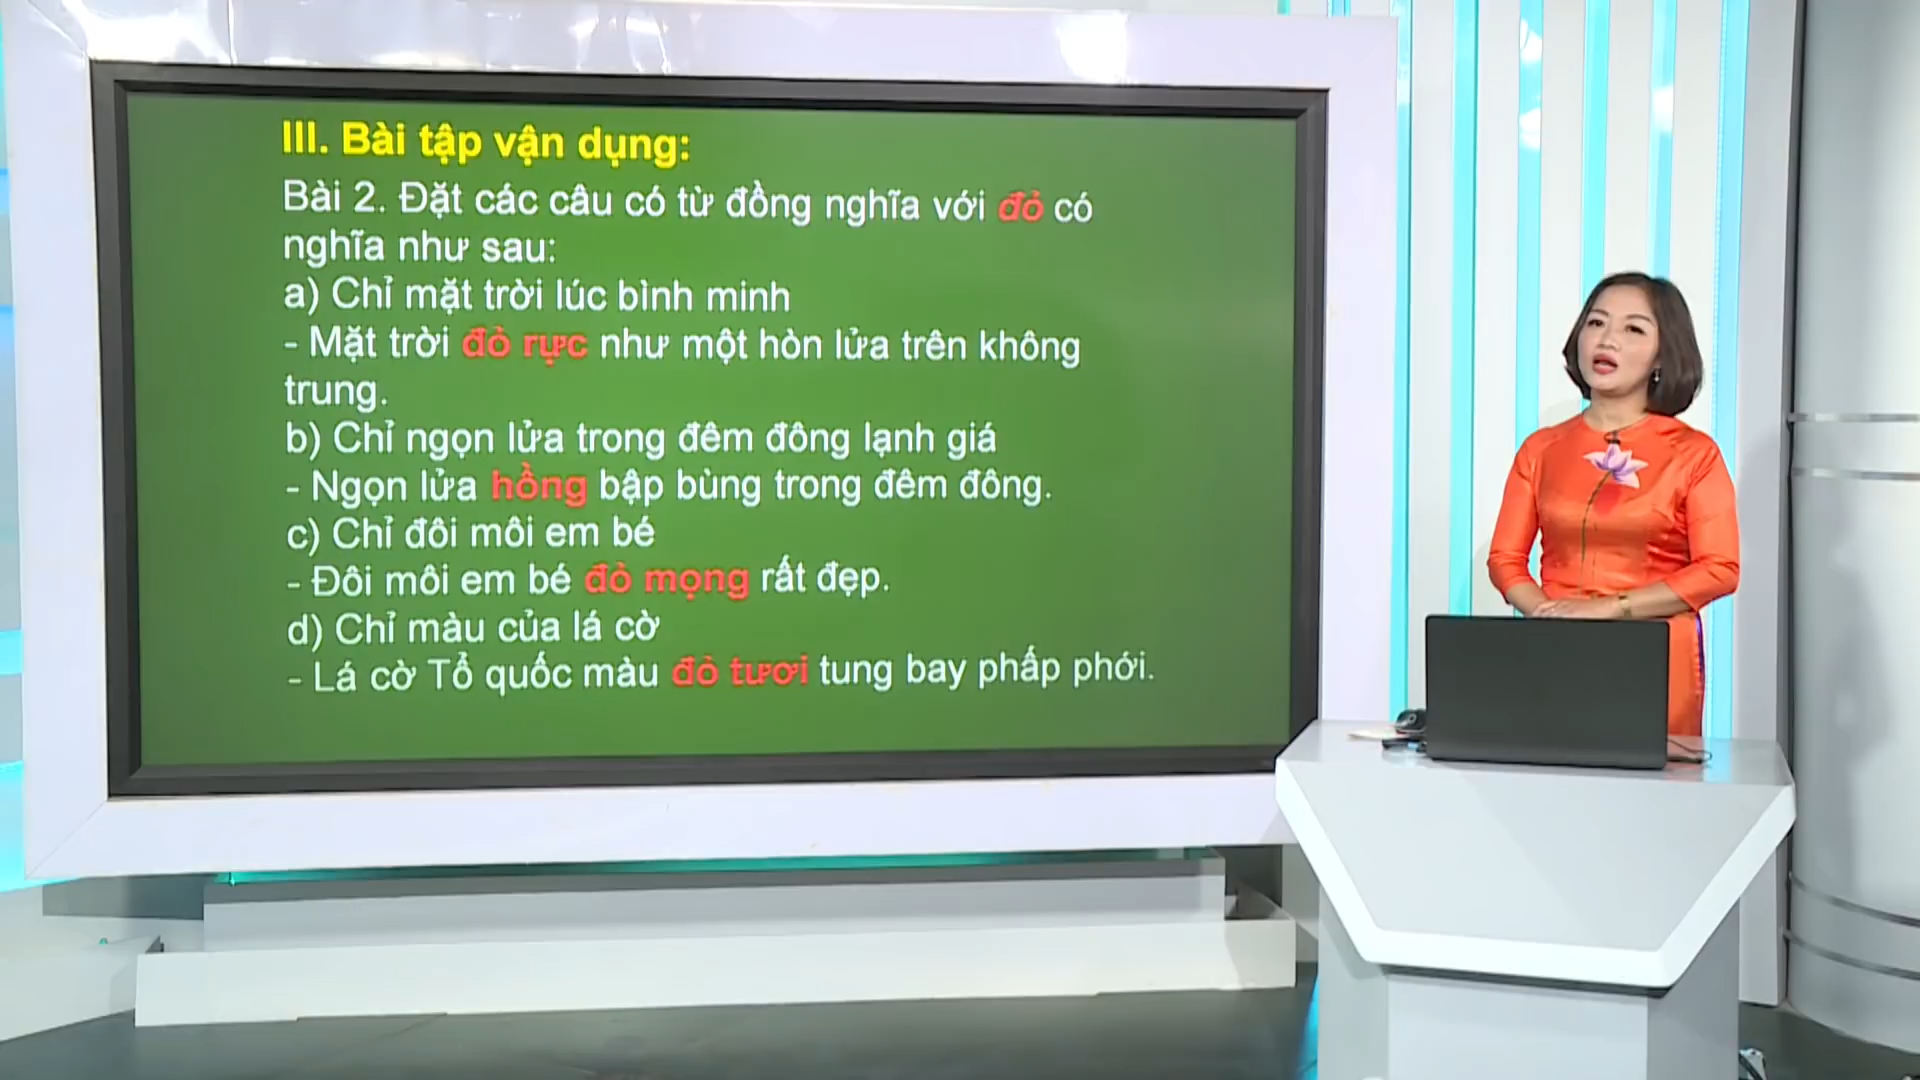 III. Bài tập vận dụng:
Bài 2. Đặt các câu có từ đồng nghĩa với đỏ có
nghĩa như sau:
a) Chỉ mặt trời lúc bình minh
- Mặt trời đỏ rực như một hòn lửa trên không
trung.
b) Chỉ ngọn lửa trong đêm đông lạnh giá
- Ngọn lửa hồng bập bùng trong đêm đông.
c) Chỉ đôi môi em bé
- Đôi môi em bé đỏ mọng rất đẹp.
d) Chỉ màu của lá cờ
- Lá cờ Tổ quốc màu đỏ tươi tung bay phấp phới.